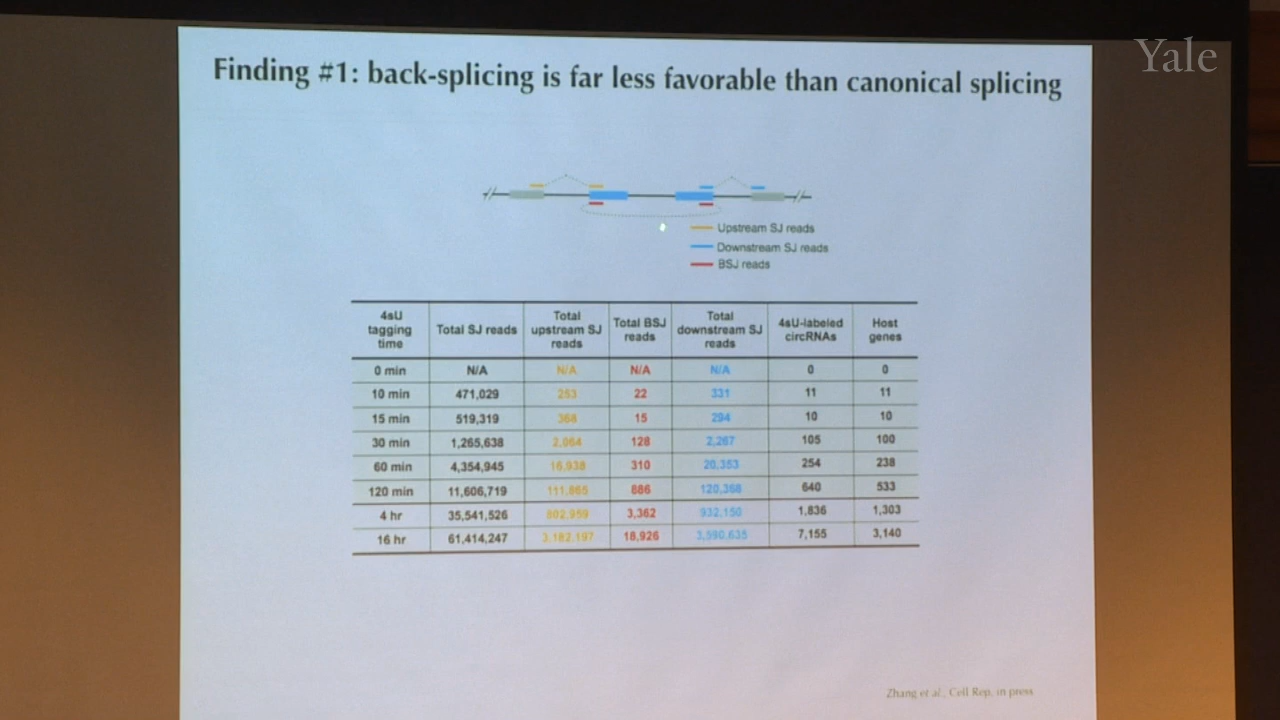 Yale
Finding #1: back-splicing is far less favorable than canonical splicing
Upstream SJ reads
Downstream SJ reads
BSJ reads
4sU tagging time Total SJ reads Total upstream SJ reads Total BSJ reads Total downstream SJ reads 4sU-labeled circRNAs Host genes
0 min N/A N/A N/A N/A 0 0
10 min 471,029 253 22 331 11 11
15 min 519,319 364 15 294 10 10
30 min 1,265,638 2,064 128 2,267 105 100
60 min 4,354,945 16,938 310 20,353 254 238
120 min 11,606,719 111,865 886 120,368 640 533
4 hr 35,541,526 802,959 3,362 932,150 1,836 1,303
16 hr 61,414,247 3,182,197 18,926 3,590,635 7,155 3,140
Zhang et al., Cell Rep, in press